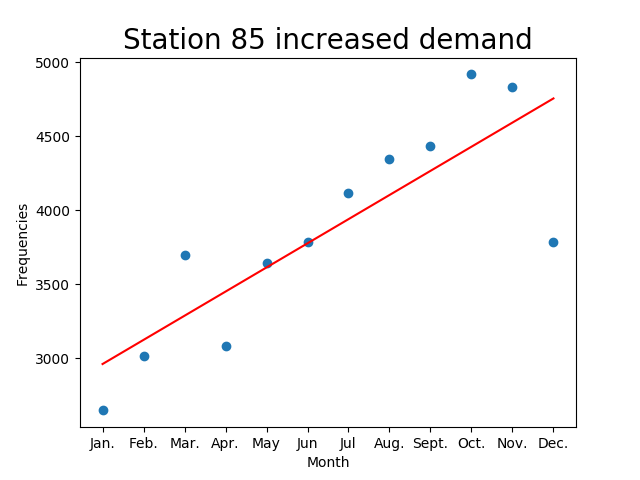 Station 85 increased demand
5000
4500
4000
3500
3000
Frequencies
Jan. Feb. Mar. Apr. May Jun Jul Aug. Sept. Oct. Nov. Dec.
Month